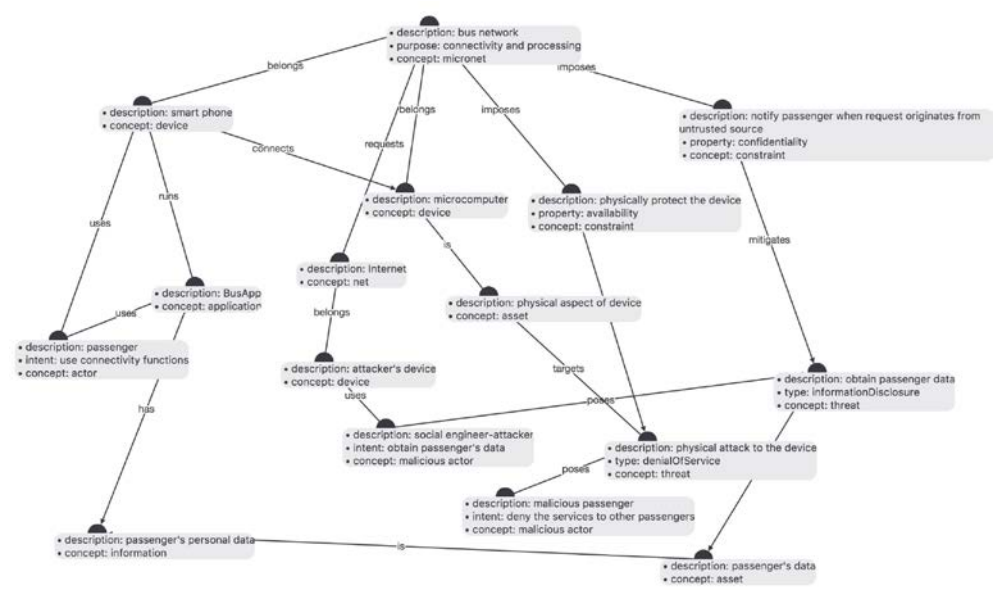 • description: bus network
• purpose: connectivity and processing
• concept: micronet
belongs
belongs
imposes
imposes
requests
• description: smart phone
• concept: device
• description: notify passenger when request originates from
untrusted source
• property: confidentiality
• concept: constraint
connects
runs
uses
• description: microcomputer
• concept: device
• description: physically protect the device
• property: availability
• concept: constraint
is
mitigates
• description: Internet
• concept: net
• description: BusApp
• concept: application
uses
• description: physical aspect of device
• concept: asset
belongs
• description: passenger
• intent: use connectivity functions
• concept: actor
• description: attacker's device
• concept: device
targets
• description: obtain passenger data
• type: informationDisclosure
• concept: threat
uses
poses
has
• description: social engineer-attacker
• intent: obtain passenger's data
• concept: malicious actor
• description: physical attack to the device
• type: denialOfService
• concept: threat
poses
• description: malicious passenger
• intent: deny the services to other passengers
• concept: malicious actor
• description: passenger's personal data
• concept: information
is
• description: passenger's data
• concept: asset